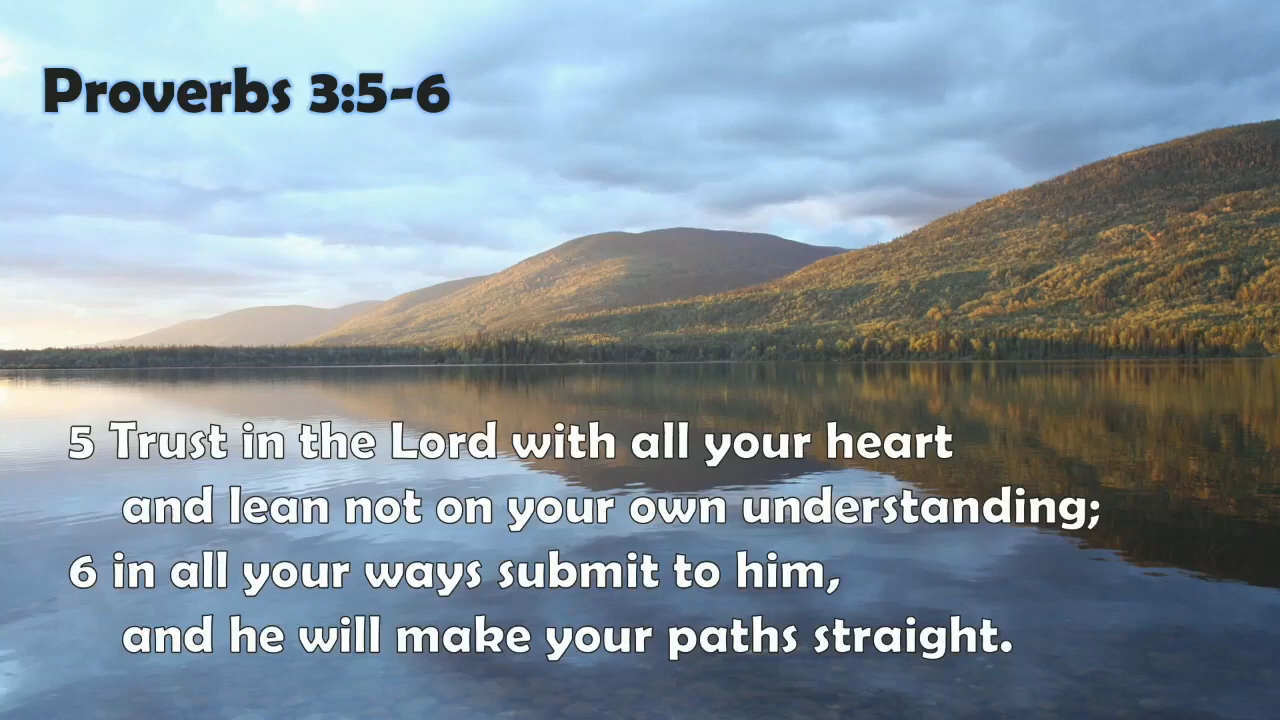 Proverbs 3:5-6
5 Trust in the Lord with all your heart
and lean not on your own understanding;
6 in all your ways submit to him,
and he will make your paths straight.